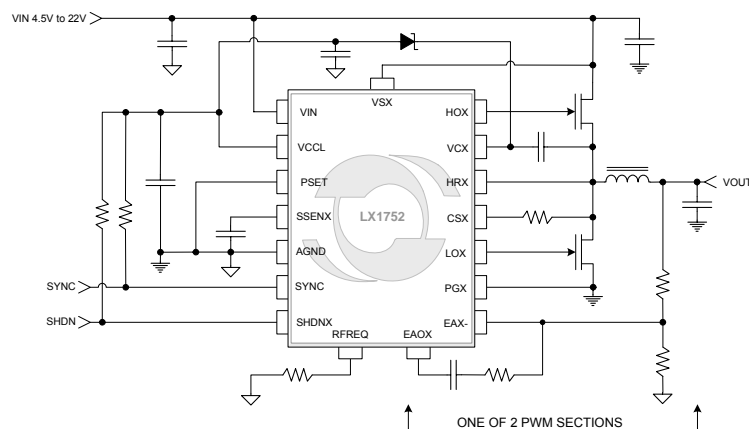 VIN 4.5V to 22V
VSX
VIN
HOX
VCCL
VCX
PSET
HRX
VOUT
SSENX
LX1752
CSX
AGND
LOX
SYNC
SYNC
PGX
SHDN
SHDNX
EAX-
RFREQ
EAOX
ONE OF 2 PWM SECTIONS